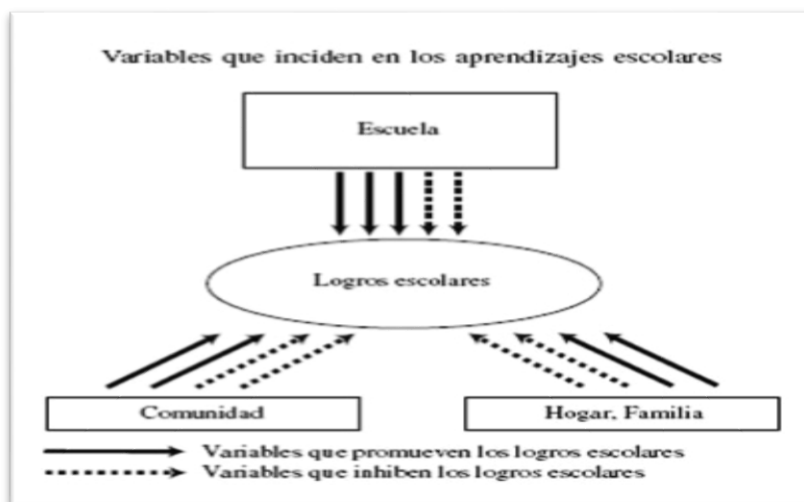 Variables que inciden en los aprendizajes escolares
Escuela
Logros escolares
Comunidad
Hogar, Familia
Variables que promueven los logros escolares
Variables que inhiben los logros escolares